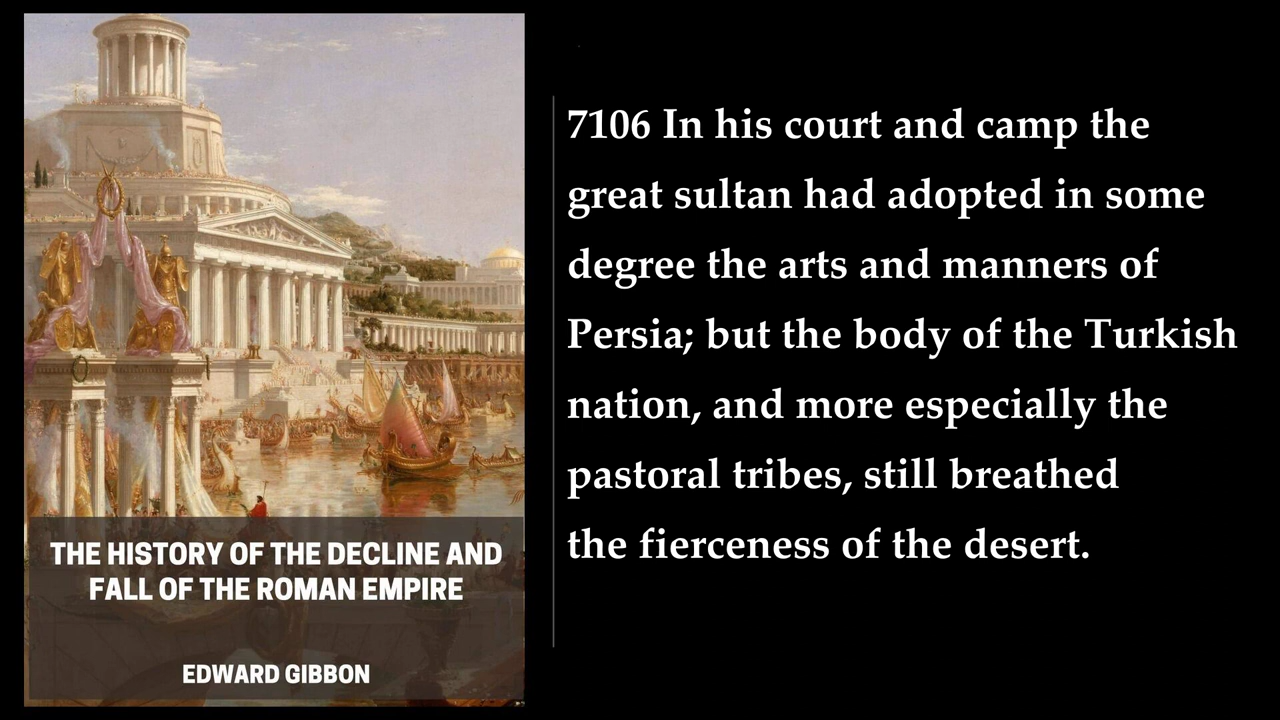 THE HISTORY OF THE DECLINE AND
FALL OF THE ROMAN EMPIRE
EDWARD GIBBON
7106 In his court and camp the
great sultan had adopted in some
degree the arts and manners of
Persia; but the body of the Turkish
nation, and more especially the
pastoral tribes, still breathed
the fierceness of the desert.